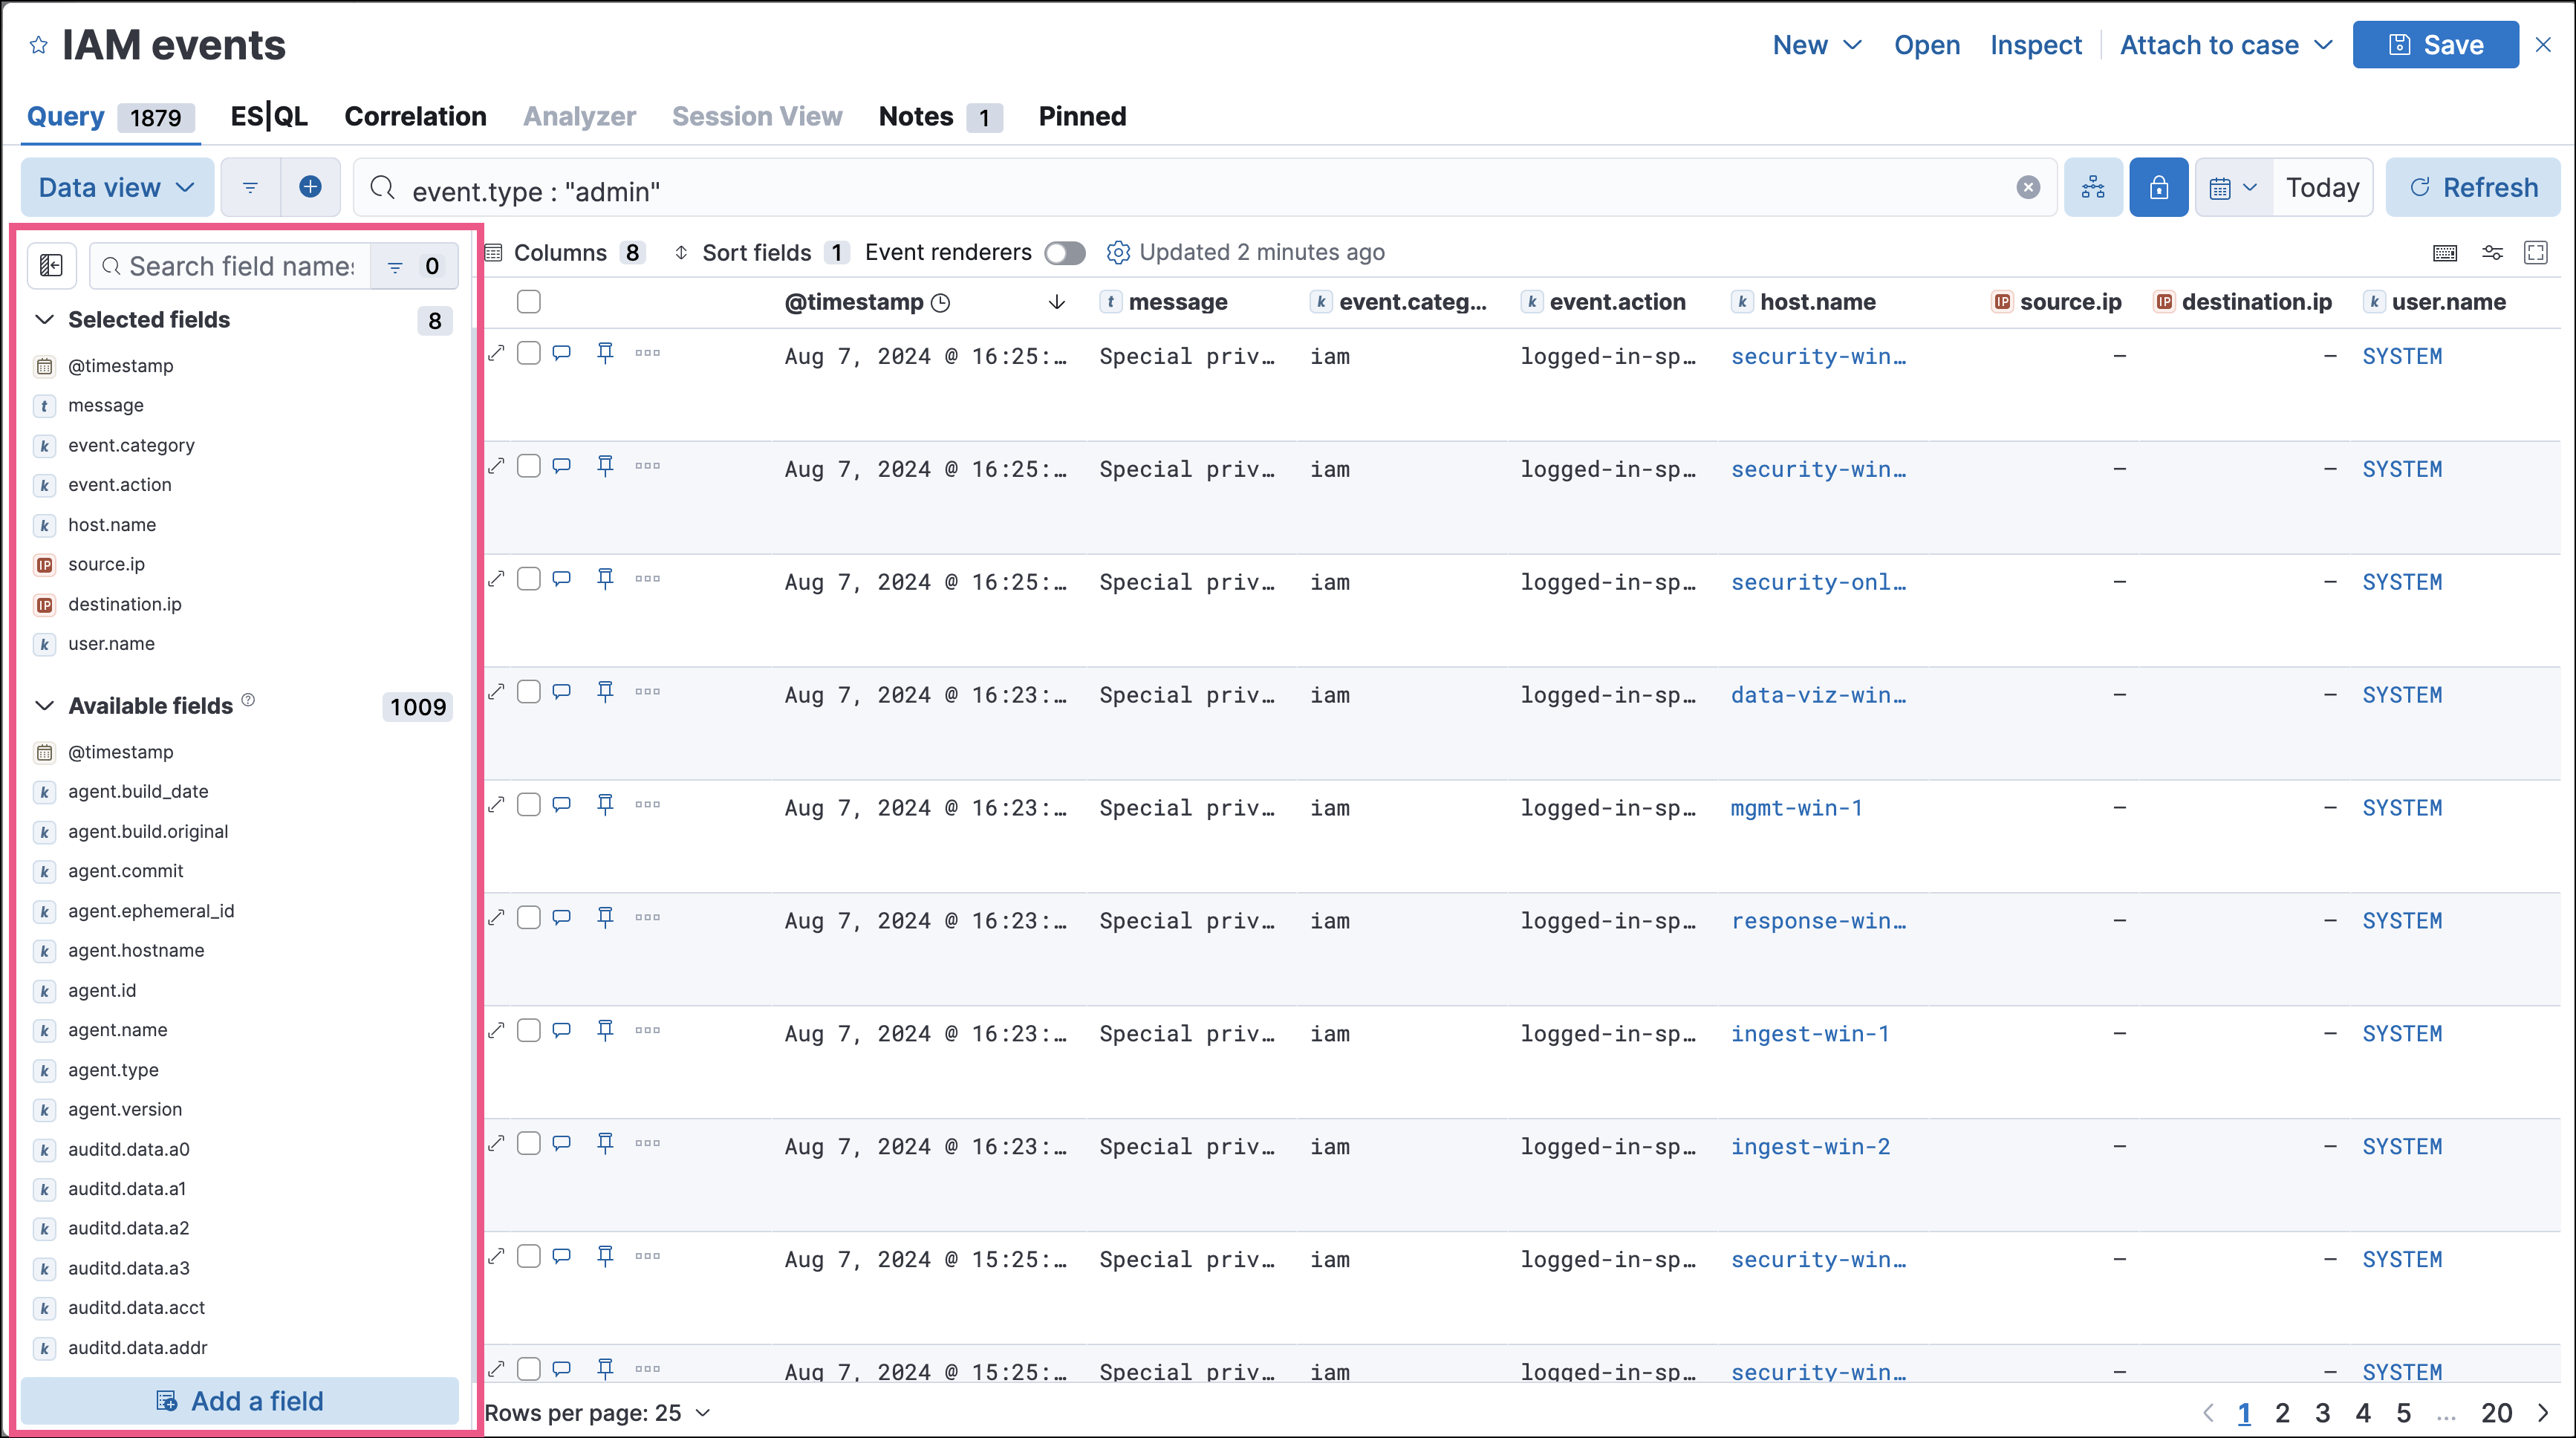 IAM events
New Open Inspect Attach to case Save
Query 1879 ES|QL Correlation Analyzer Session View Notes 1 Pinned
Data view event.type : "admin" Today Refresh
Search field names 0
Columns 8 Sort fields 1 Event renderers Updated 2 minutes ago
Selected fields 8
@timestamp
t message
k event.category
k event.action
k host.name
IP source.ip
IP destination.ip
k user.name
Available fields 1009
@timestamp
k agent.build_date
k agent.build.original
k agent.commit
k agent.ephemeral_id
k agent.hostname
k agent.id
k agent.name
k agent.type
k agent.version
k auditd.data.a0
k auditd.data.a1
k auditd.data.a2
k auditd.data.a3
k auditd.data.acct
k auditd.data.addr
Add a field
@timestamp t message k event.categ... k event.action k host.name IP source.ip IP destination.ip k user.name
Aug 7, 2024 @ 16:25:… Special priv… iam logged-in-sp… security-win… – – SYSTEM
Aug 7, 2024 @ 16:25:… Special priv… iam logged-in-sp… security-win… – – SYSTEM
Aug 7, 2024 @ 16:25:… Special priv… iam logged-in-sp… security-onl… – – SYSTEM
Aug 7, 2024 @ 16:23:… Special priv… iam logged-in-sp… data-viz-win… – – SYSTEM
Aug 7, 2024 @ 16:23:… Special priv… iam logged-in-sp… mgmt-win-1 – – SYSTEM
Aug 7, 2024 @ 16:23:… Special priv… iam logged-in-sp… response-win… – – SYSTEM
Aug 7, 2024 @ 16:23:… Special priv… iam logged-in-sp… ingest-win-1 – – SYSTEM
Aug 7, 2024 @ 16:23:… Special priv… iam logged-in-sp… ingest-win-2 – – SYSTEM
Aug 7, 2024 @ 15:25:… Special priv… iam logged-in-sp… security-win… – – SYSTEM
Aug 7, 2024 @ 15:25:… Special priv… iam logged-in-sp… security-win… – – SYSTEM
Rows per page: 25 1 2 3 4 5 ... 20